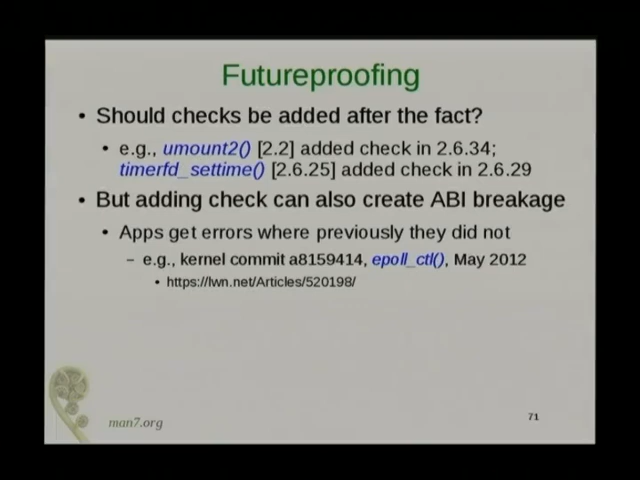 Futureproofing
• Should checks be added after the fact?
• e.g., umount2() [2.2] added check in 2.6.34;
timerfd_settime() [2.6.25] added check in 2.6.29
• But adding check can also create ABI breakage
• Apps get errors where previously they did not
– e.g., kernel commit a8159414, epoll_ctl(), May 2012
• https://lwn.net/Articles/520198/
man7.org
71